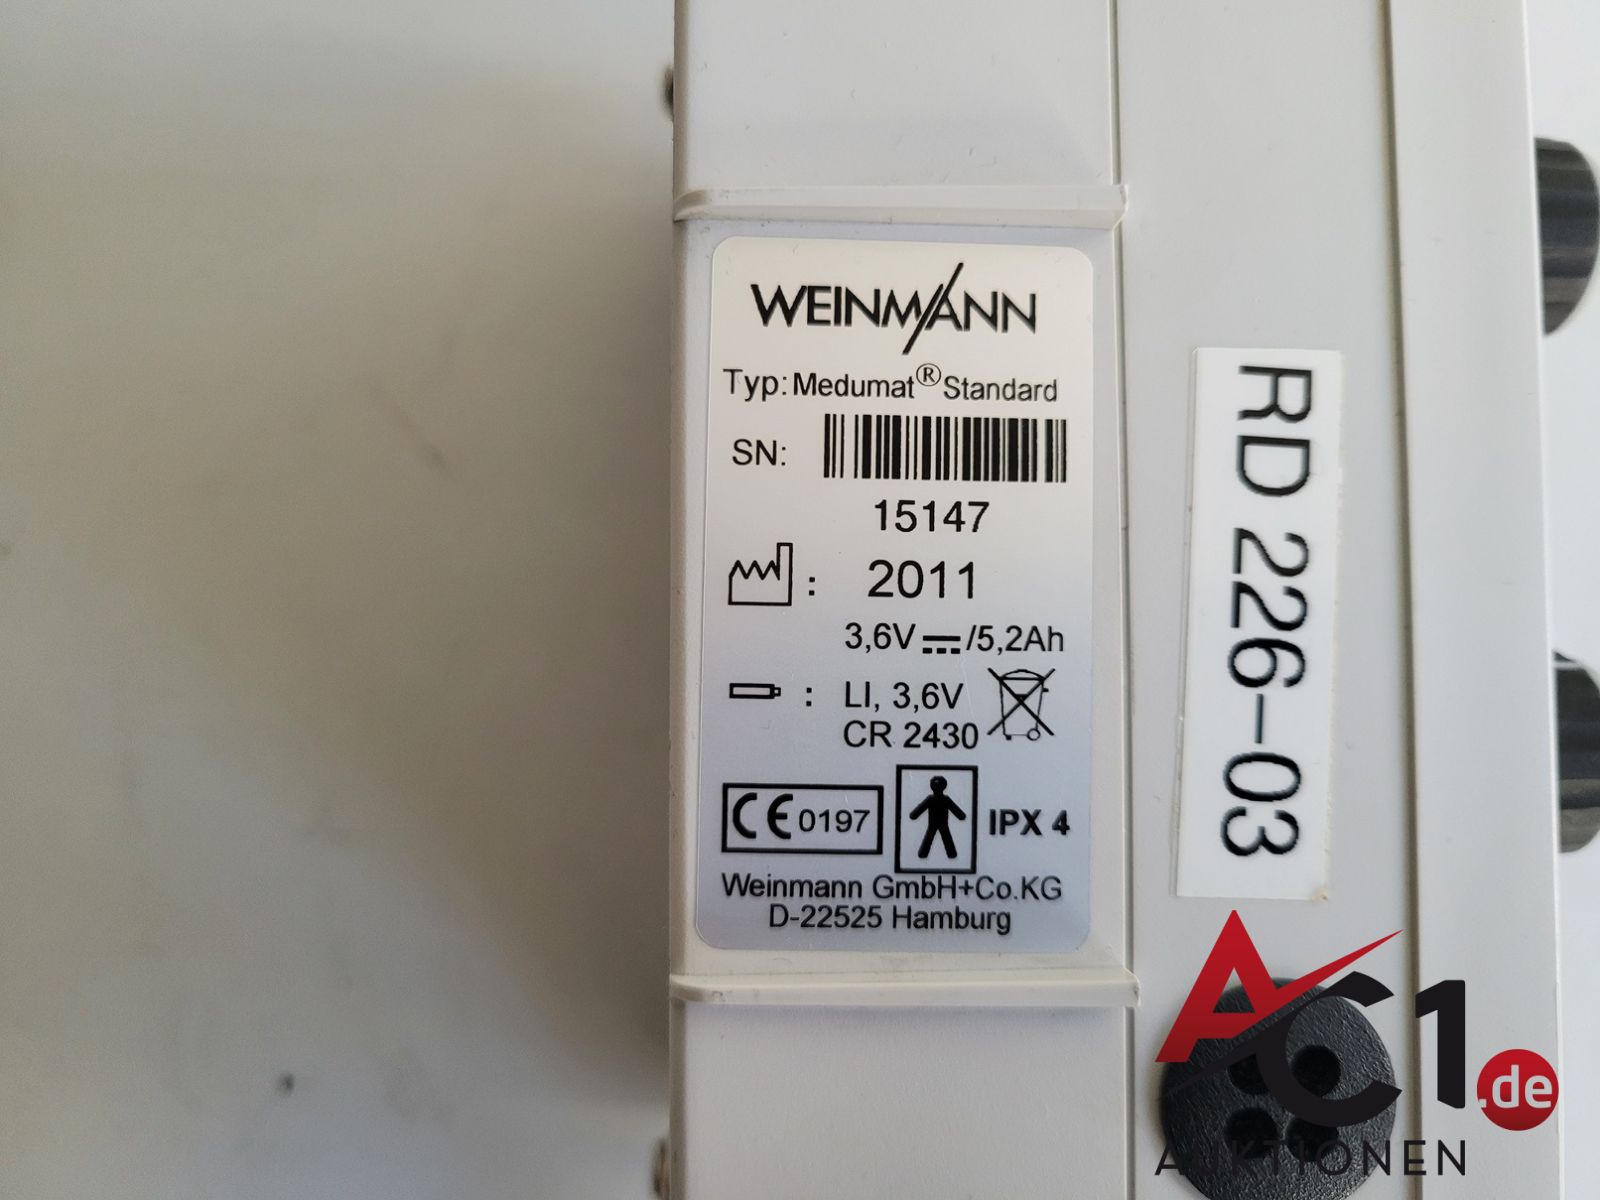 WEINMANN
Typ: Medumat® Standard
SN:
15147
: 2011
3,6V⎓/5,2Ah
: LI, 3,6V
CR 2430
CE 0197 IPX 4
Weinmann GmbH+Co.KG
D-22525 Hamburg
RD 226-03
AC1.de
AUKTIONEN